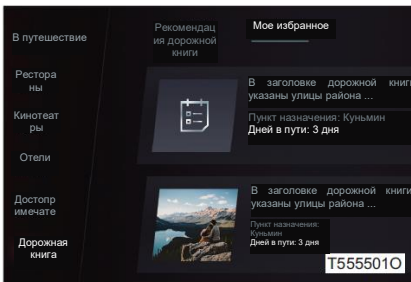 В путешествие
Рестора
ны
Кинотеат
ры
Отели
Достопр
имечате
Дорожная
книга
Рекомендац
ия дорожной
книги
Мое избранное
В заголовке дорожной книги
указаны улицы района ...
Пункт назначения: Куньмин
Дней в пути: 3 дня
В заголовке дорожной книги
указаны улицы района ...
Пункт назначения:
Куньмин
Дней в пути: 3 дня
T555501O